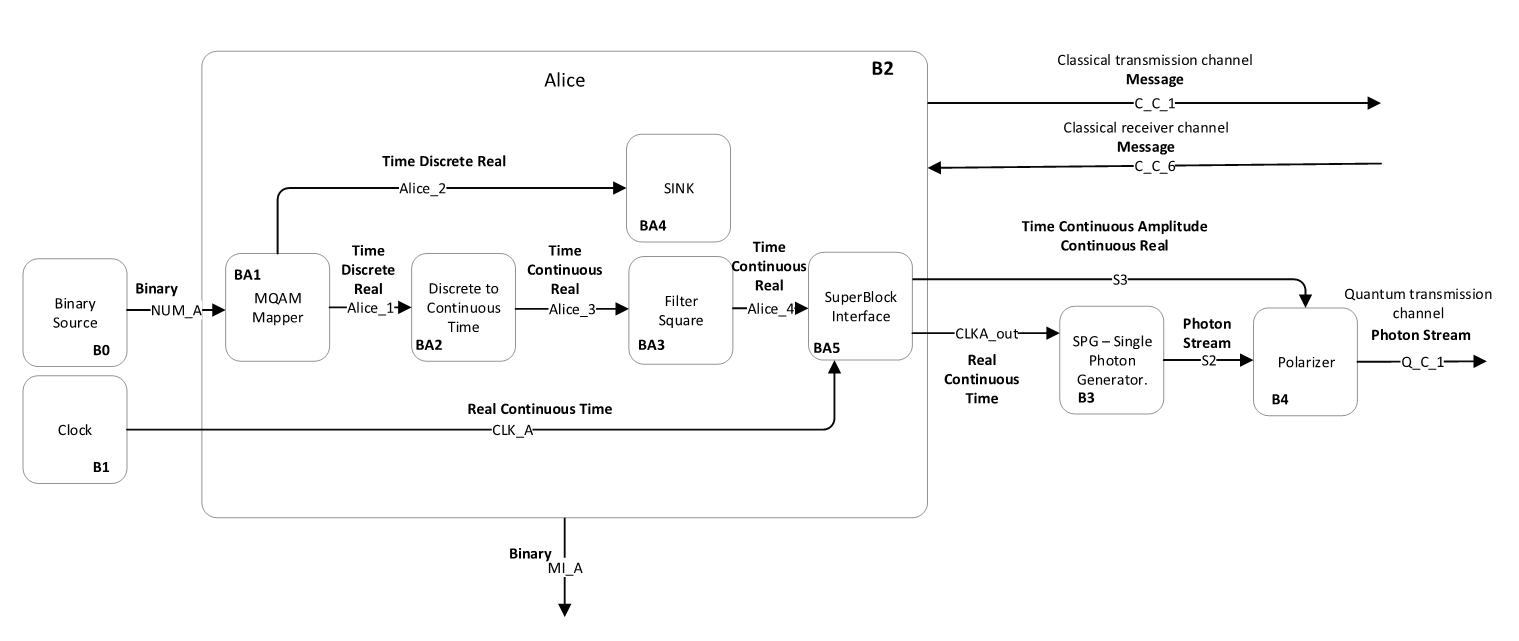 Alice
B2
Classical transmission channel
Message
C_C_1
Classical receiver channel
Message
C_C_6
Time Discrete Real
Alice_2
SINK
BA4
Binary
Source
B0
Binary
NUM_A
BA1
MQAM
Mapper
Time
Discrete
Real
Alice_1
Discrete to
Continuous
Time
BA2
Time
Continuous
Real
Alice_3
Filter
Square
BA3
Time
Continuous
Real
Alice_4
SuperBlock
Interface
BA5
Time Continuous Amplitude
Continuous Real
S3
CLKA_out
Real
Continuous
Time
SPG – Single
Photon
Generator.
B3
Photon
Stream
S2
Polarizer
B4
Quantum transmission
channel
Photon Stream
Q_C_1
Clock
B1
Real Continuous Time
CLK_A
Binary
MI_A